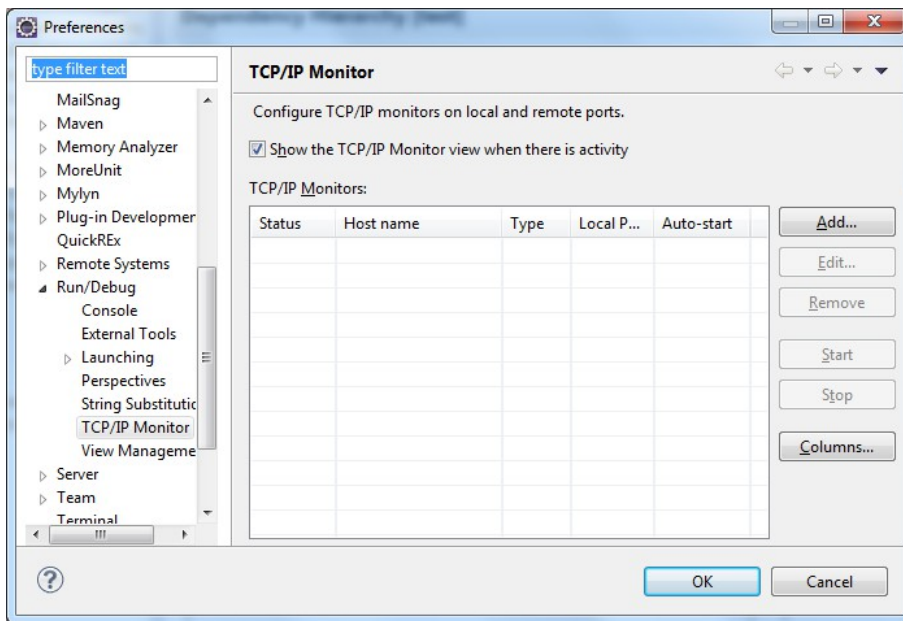 Dependency Hierarchy [test]
Preferences
type filter text
MailSnag
Maven
Memory Analyzer
MoreUnit
Mylyn
Plug-in Developmer
QuickREx
Remote Systems
Run/Debug
Console
External Tools
Launching
Perspectives
String Substitutic
TCP/IP Monitor
View Manageme
Server
Team
Terminal
TCP/IP Monitor
Configure TCP/IP monitors on local and remote ports.
Show the TCP/IP Monitor view when there is activity
TCP/IP Monitors:
Status Host name Type Local P... Auto-start
Add...
Edit...
Remove
Start
Stop
Columns...
OK Cancel